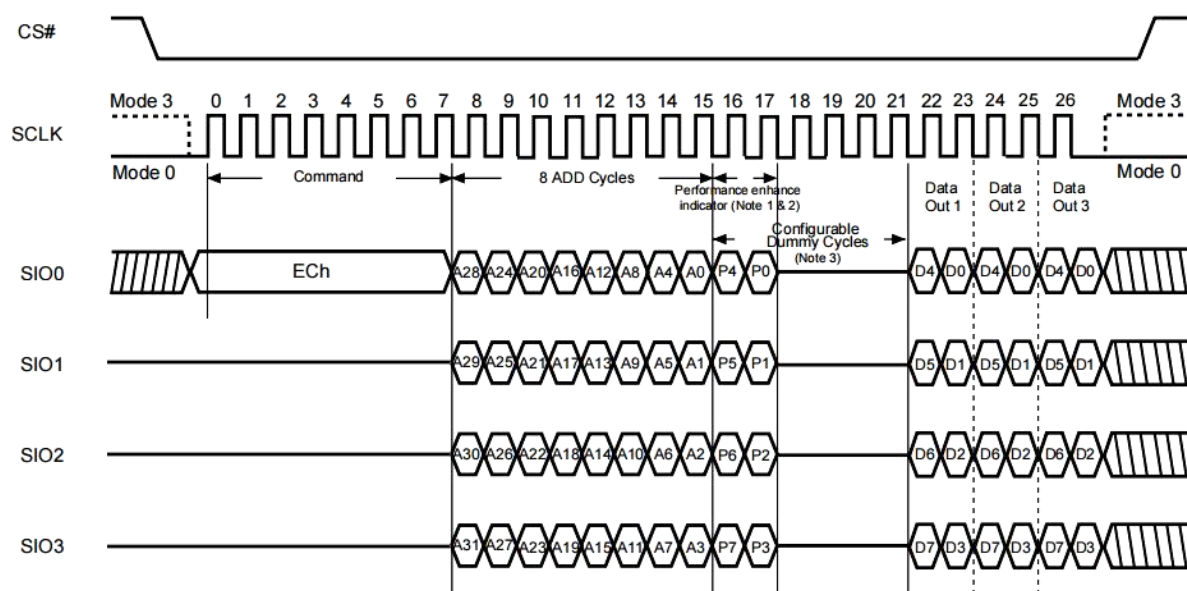 CS#
Mode 3 0 1 2 3 4 5 6 7 8 9 10 11 12 13 14 15 16 17 18 19 20 21 22 23 24 25 26 Mode 3
SCLK
Mode 0 Mode 0
Command 8 ADD Cycles
Performance enhance
indicator (Note 1 & 2)
Data Data Data
Out 1 Out 2 Out 3
Configurable
Dummy Cycles
(Note 3)
SIO0 ECh A28 A24 A20 A16 A12 A8 A4 A0 P4 P0 D4 D0 D4 D0 D4 D0
SIO1 A29 A25 A21 A17 A13 A9 A5 A1 P5 P1 D5 D1 D5 D1 D5 D1
SIO2 A30 A26 A22 A18 A14 A10 A6 A2 P6 P2 D6 D2 D6 D2 D6 D2
SIO3 A31 A27 A23 A19 A15 A11 A7 A3 P7 P3 D7 D3 D7 D3 D7 D3